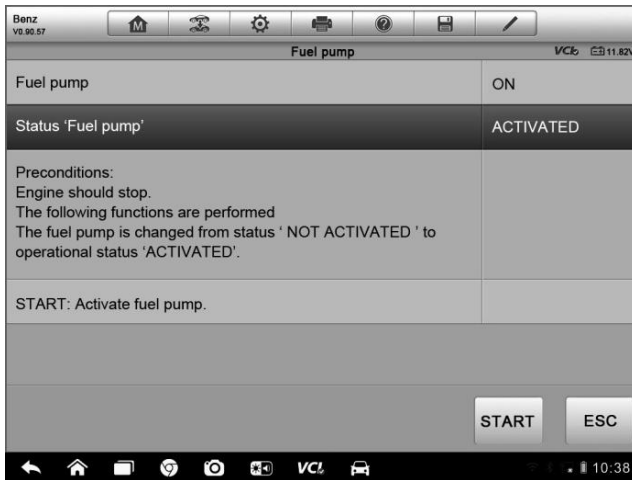 Benz
V0.90.57
M
Fuel pump
VCI
11.82V
Fuel pump
ON
Status ‘Fuel pump’
ACTIVATED
Preconditions:
Engine should stop.
The following functions are performed
The fuel pump is changed from status ‘ NOT ACTIVATED ’ to
operational status ‘ACTIVATED’.
START: Activate fuel pump.
START
ESC
VCI
10:38